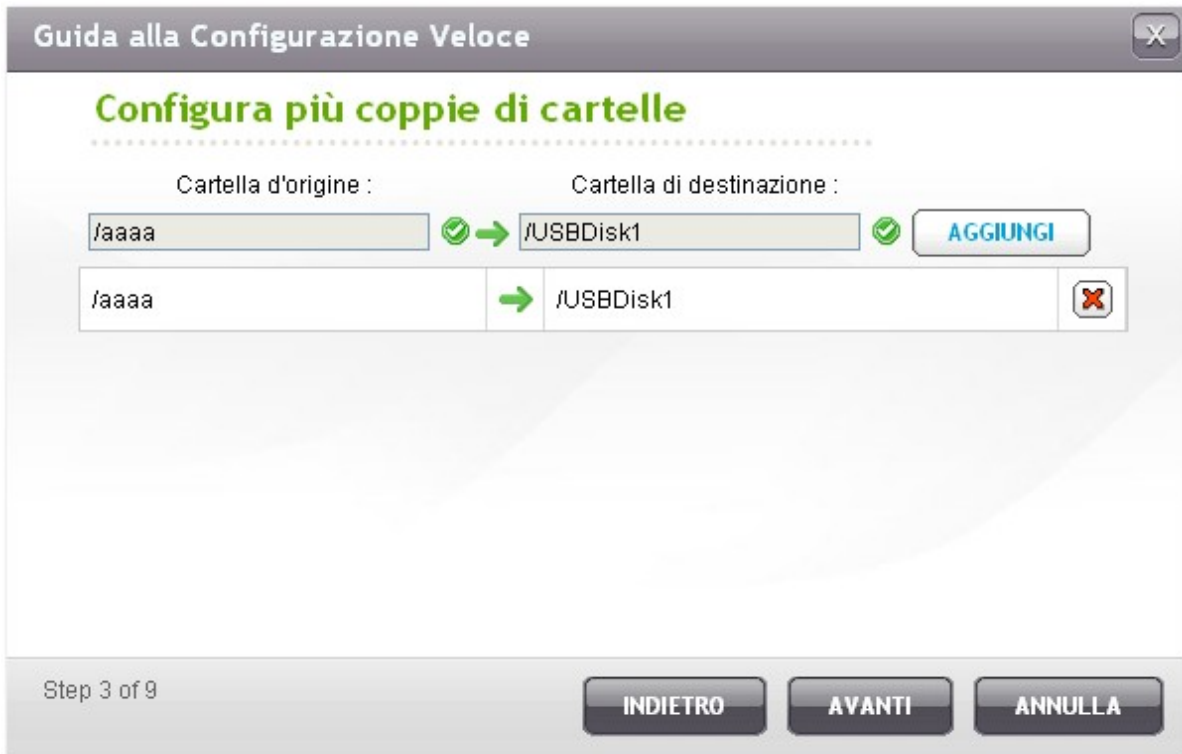 Guida alla Configurazione Veloce
X
Configura più coppie di cartelle
Cartella d'origine : Cartella di destinazione :
/aaaa /USBDisk1 AGGIUNGI
/aaaa /USBDisk1
Step 3 of 9 INDIETRO AVANTI ANNULLA